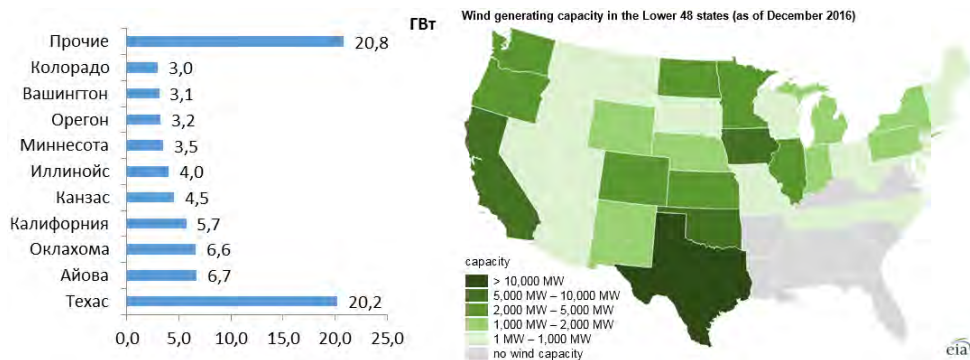 ГВт
Прочие 20,8
Колорадо 3,0
Вашингтон 3,1
Орегон 3,2
Миннесота 3,5
Иллинойс 4,0
Канзас 4,5
Калифорния 5,7
Оклахома 6,6
Айова 6,7
Техас 20,2
0,0 5,0 10,0 15,0 20,0 25,0
Wind generating capacity in the Lower 48 states (as of December 2016)
capacity
> 10,000 MW
5,000 MW – 10,000 MW
2,000 MW – 5,000 MW
1,000 MW – 2,000 MW
1 MW – 1,000 MW
no wind capacity
eia